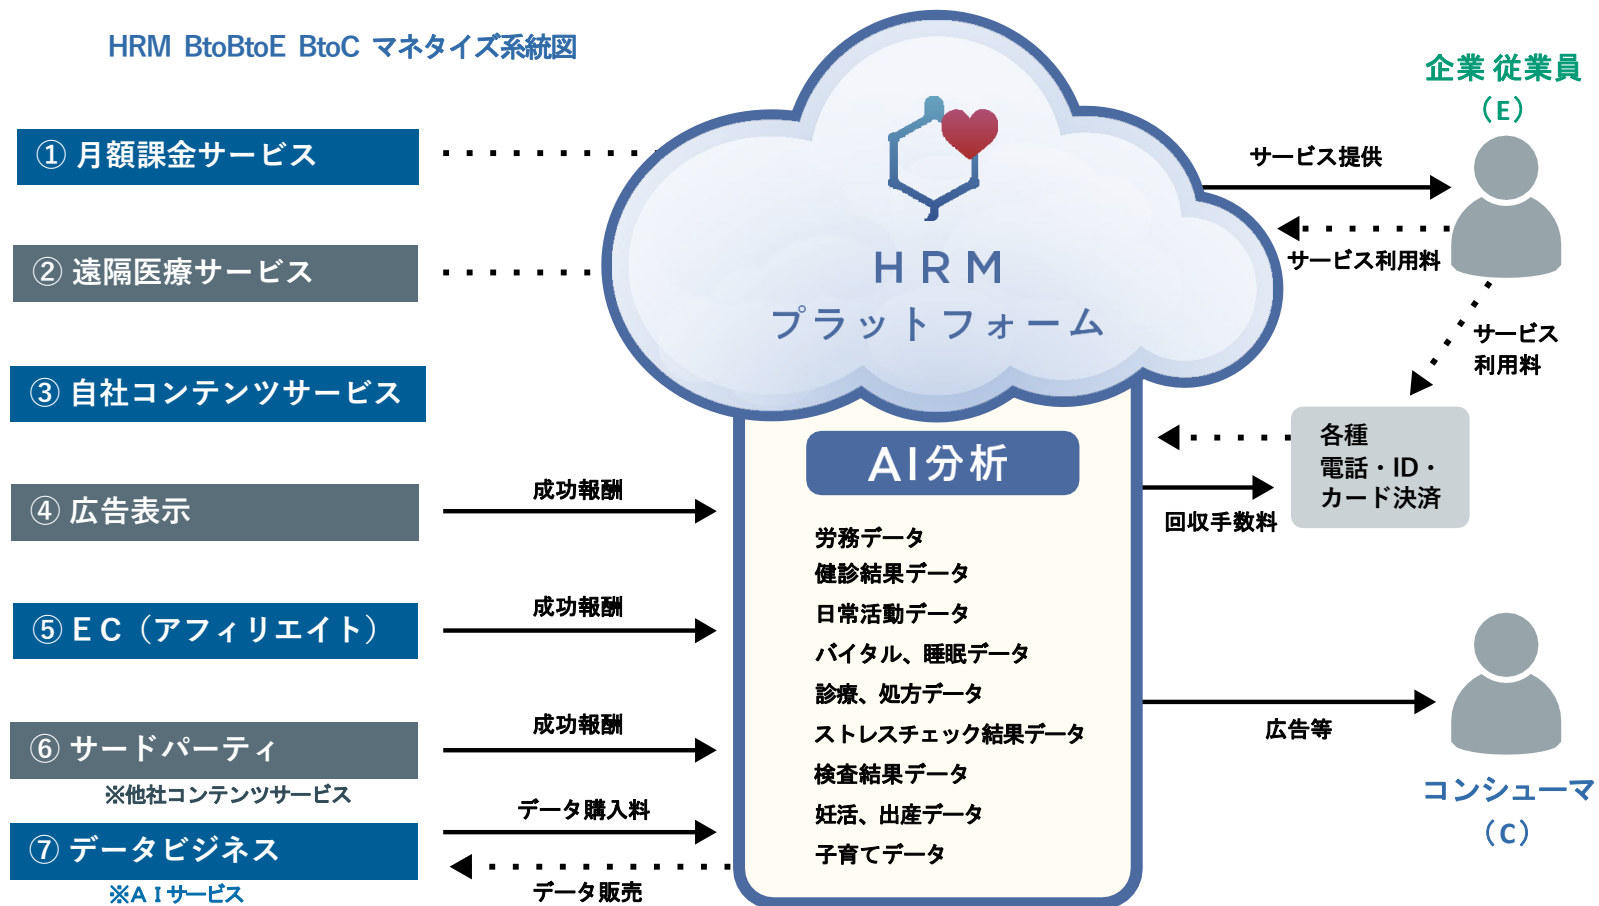 HRM BtoBtoE BtoC マネタイズ系統図
① 月額課金サービス
② 遠隔医療サービス
③ 自社コンテンツサービス
④ 広告表示
⑤ ＥＣ（アフィリエイト）
⑥ サードパーティ
※他社コンテンツサービス
⑦ データビジネス
※ＡＩサービス
成功報酬
成功報酬
成功報酬
データ購入料
データ販売
HRM
プラットフォーム
AI分析
労務データ
健診結果データ
日常活動データ
バイタル、睡眠データ
診療、処方データ
ストレスチェック結果データ
検査結果データ
妊活、出産データ
子育てデータ
企業 従業員
（E）
サービス提供
サービス利用料
サービス
利用料
各種
電話・ID・
カード決済
回収手数料
広告等
コンシューマ
（C）